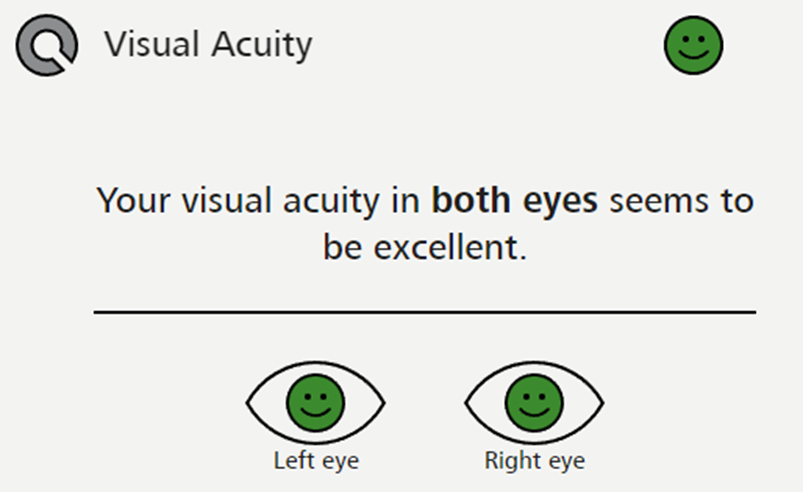 Visual Acuity
Your visual acuity in both eyes seems to
be excellent.
Left eye
Right eye